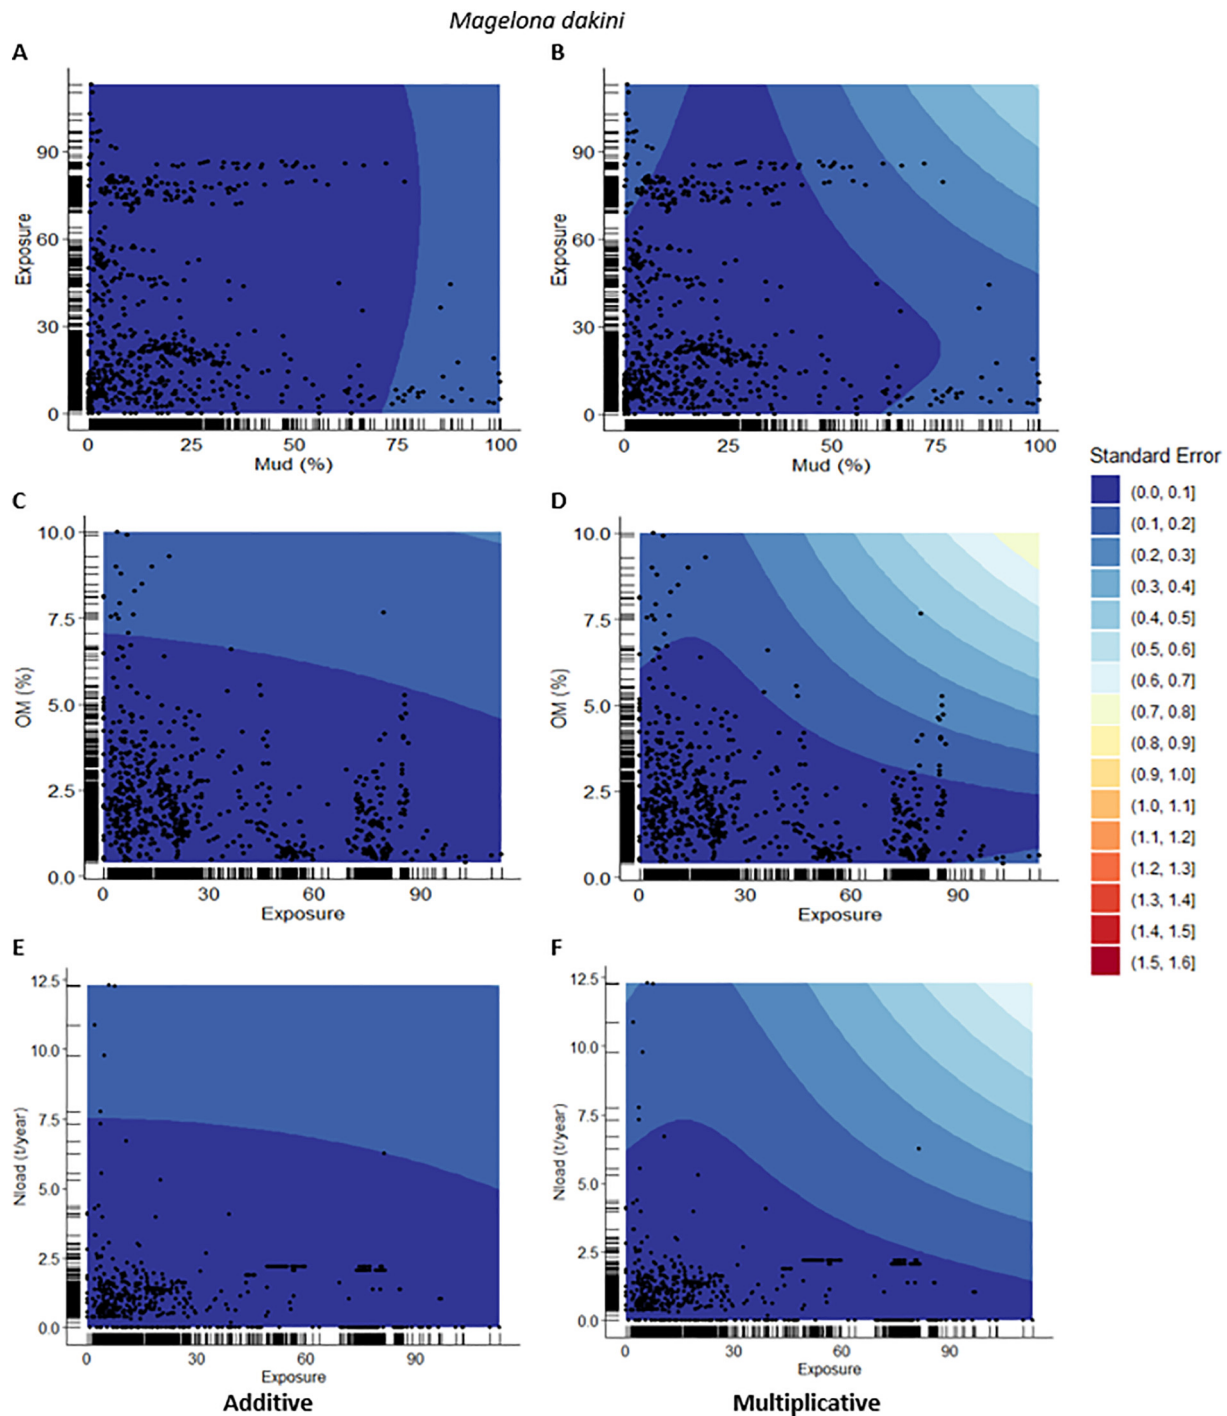 Magelona dakini
A
B
Exposure
90
60
30
0
0 25 50 75 100
Mud (%)
Exposure
90
60
30
0
0 25 50 75 100
Mud (%)
C
D
OM (%)
10.0
7.5
5.0
2.5
0.0
0 30 60 90
Exposure
OM (%)
10.0
7.5
5.0
2.5
0.0
0 30 60 90
Exposure
E
F
Nload (t/year)
12.5
10.0
7.5
5.0
2.5
0.0
0 30 60 90
Exposure
Nload (t/year)
12.5
10.0
7.5
5.0
2.5
0.0
0 30 60 90
Exposure
Additive
Multiplicative
Standard Error
(0.0, 0.1]
(0.1, 0.2]
(0.2, 0.3]
(0.3, 0.4]
(0.4, 0.5]
(0.5, 0.6]
(0.6, 0.7]
(0.7, 0.8]
(0.8, 0.9]
(0.9, 1.0]
(1.0, 1.1]
(1.1, 1.2]
(1.2, 1.3]
(1.3, 1.4]
(1.4, 1.5]
(1.5, 1.6]